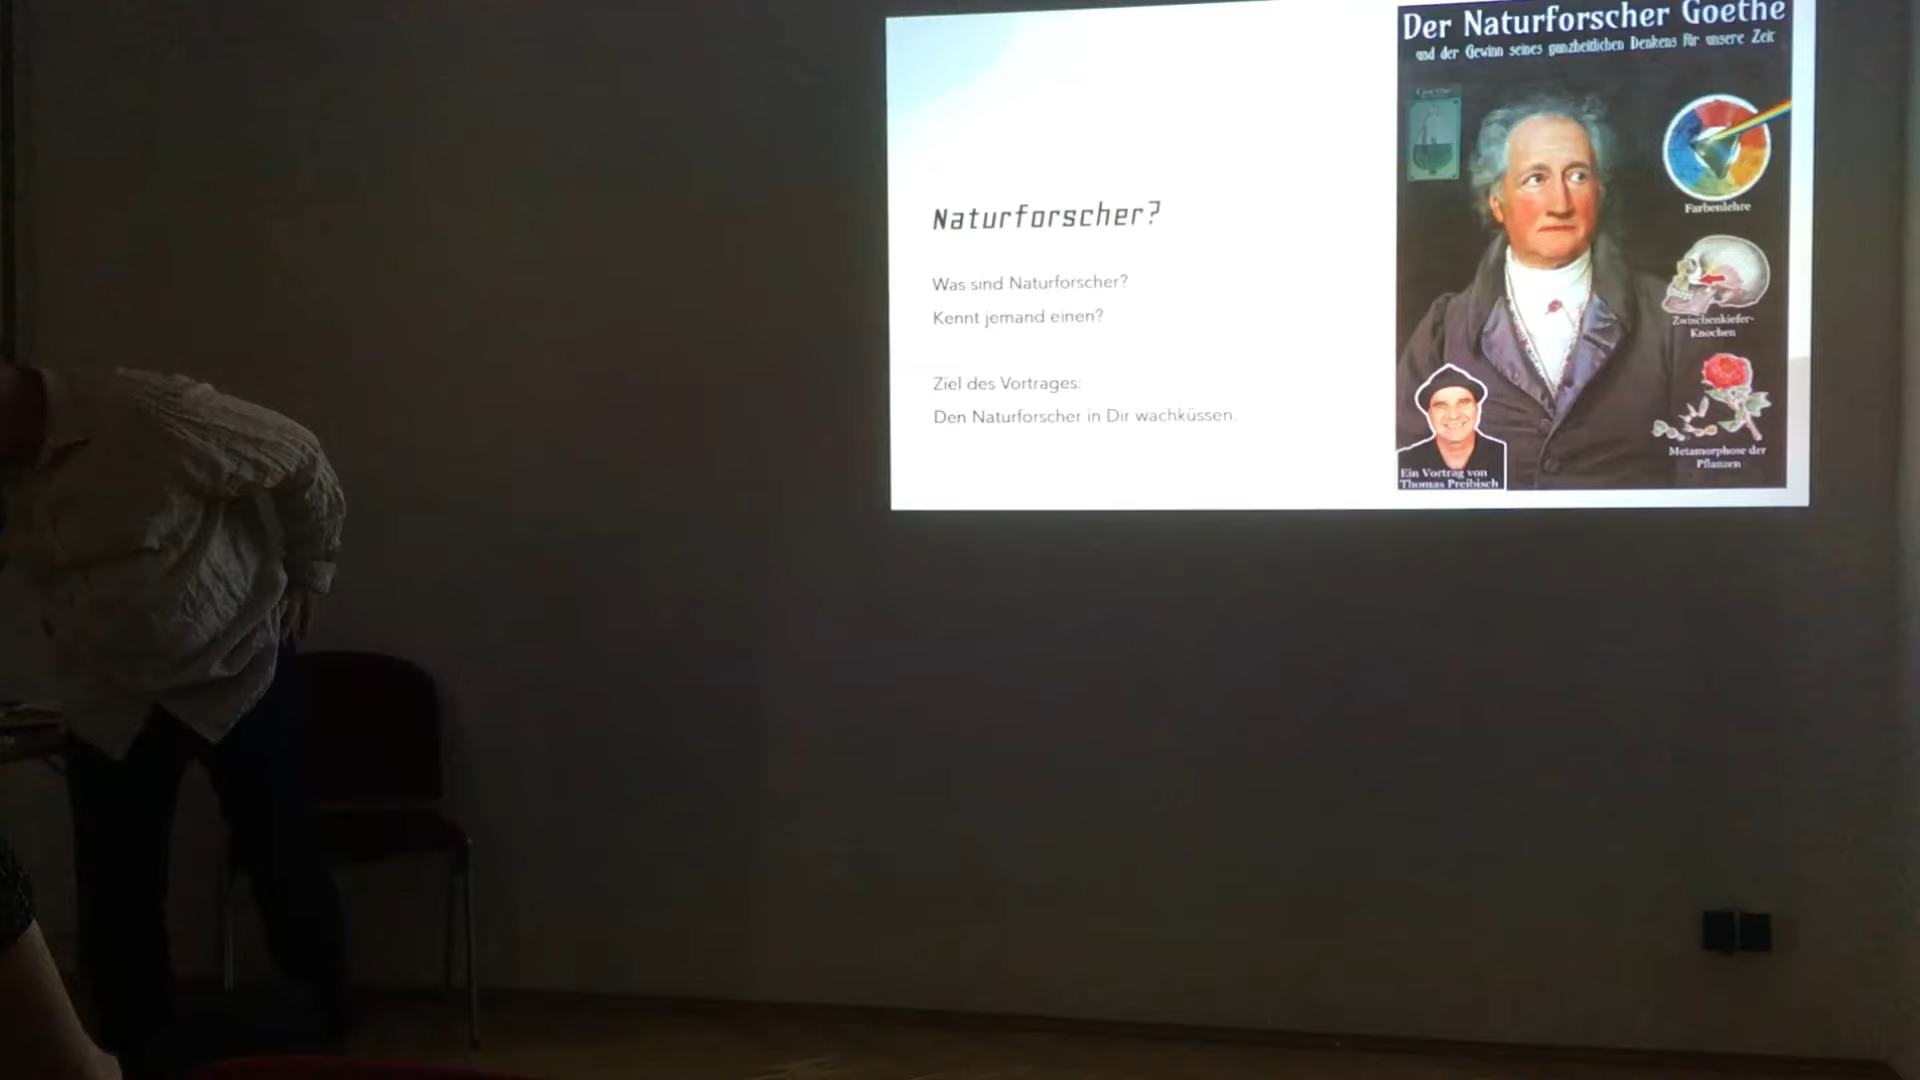 Naturforscher?
Was sind Naturforscher?
Kennt jemand einen?
Ziel des Vortrages:
Den Naturforscher in Dir wachküssen.
Der Naturforscher Goethe
und der Gewinn seines ganzheitlichen Denkens für unsere Zeit
Goethe
Farbenlehre
Zwischenkiefer-
Knochen
Metamorphose der
Pflanzen
Ein Vortrag von
Thomas Preibisch